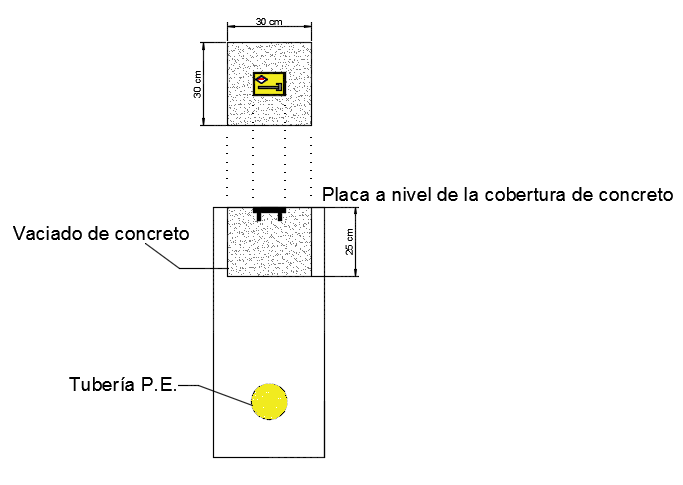 30 cm
30 cm
Placa a nivel de la cobertura de concreto
Vaciado de concreto
25 cm
Tubería P.E.